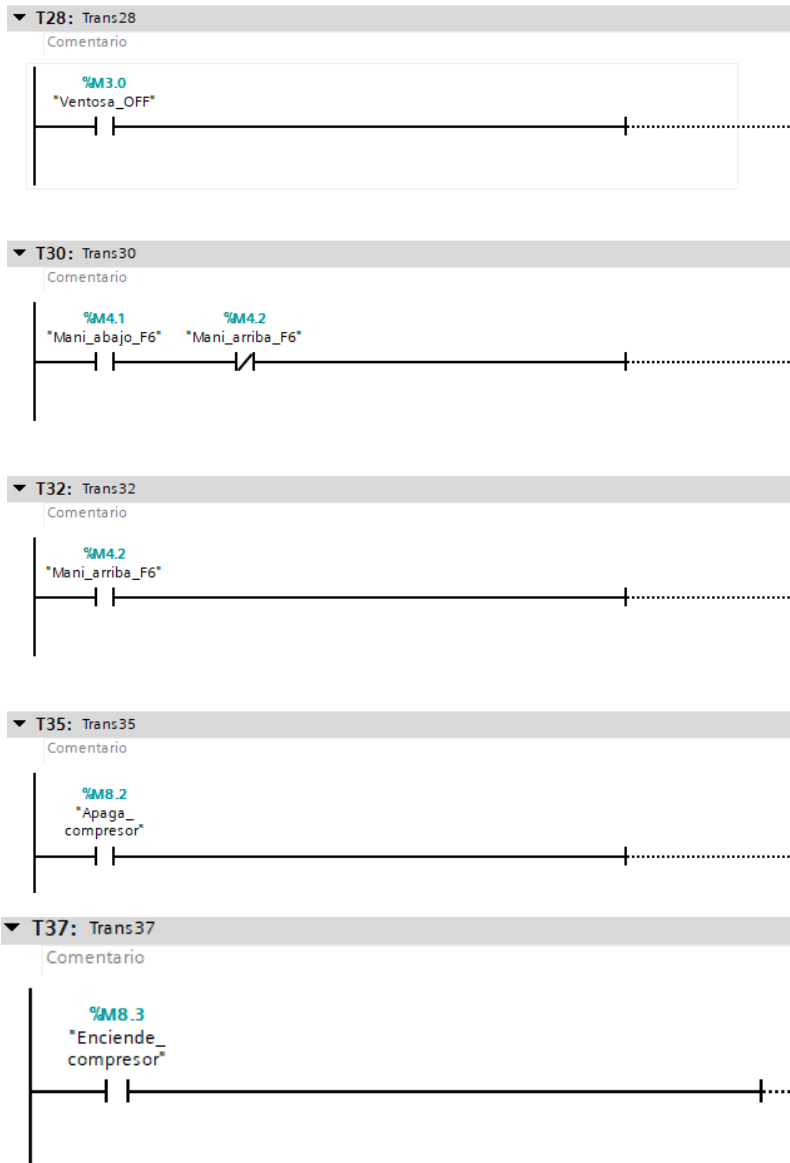 T28: Trans28
Comentario
%M3.0
"Ventosa_OFF"
T30: Trans30
Comentario
%M4.1 %M4.2
"Mani_abajo_F6" "Mani_arriba_F6"
T32: Trans32
Comentario
%M4.2
"Mani_arriba_F6"
T35: Trans35
Comentario
%M8.2
"Apaga_
compresor"
T37: Trans37
Comentario
%M8.3
"Enciende_
compresor"